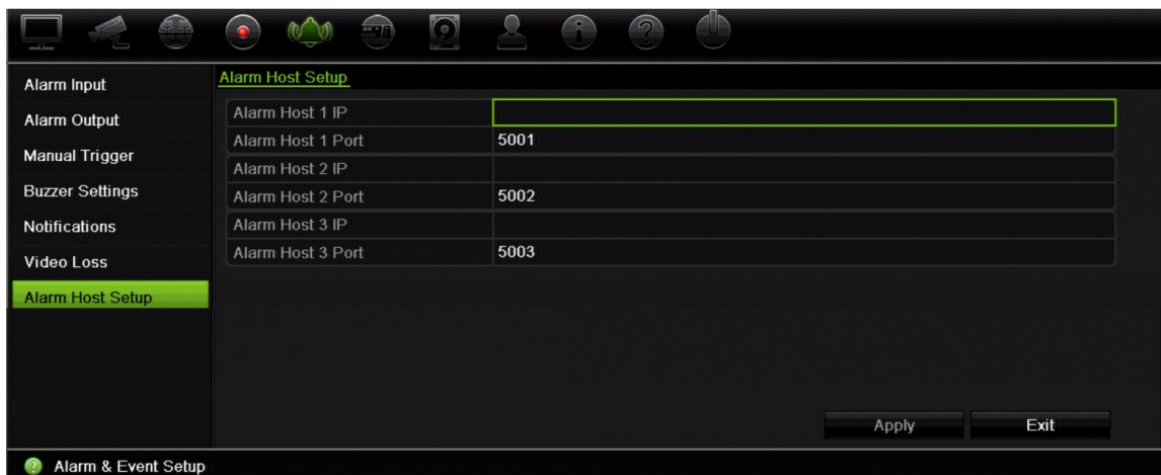 Alarm Input
Alarm Output
Manual Trigger
Buzzer Settings
Notifications
Video Loss
Alarm Host Setup
Alarm Host Setup
Alarm Host 1 IP
Alarm Host 1 Port 5001
Alarm Host 2 IP
Alarm Host 2 Port 5002
Alarm Host 3 IP
Alarm Host 3 Port 5003
Apply Exit
? Alarm & Event Setup